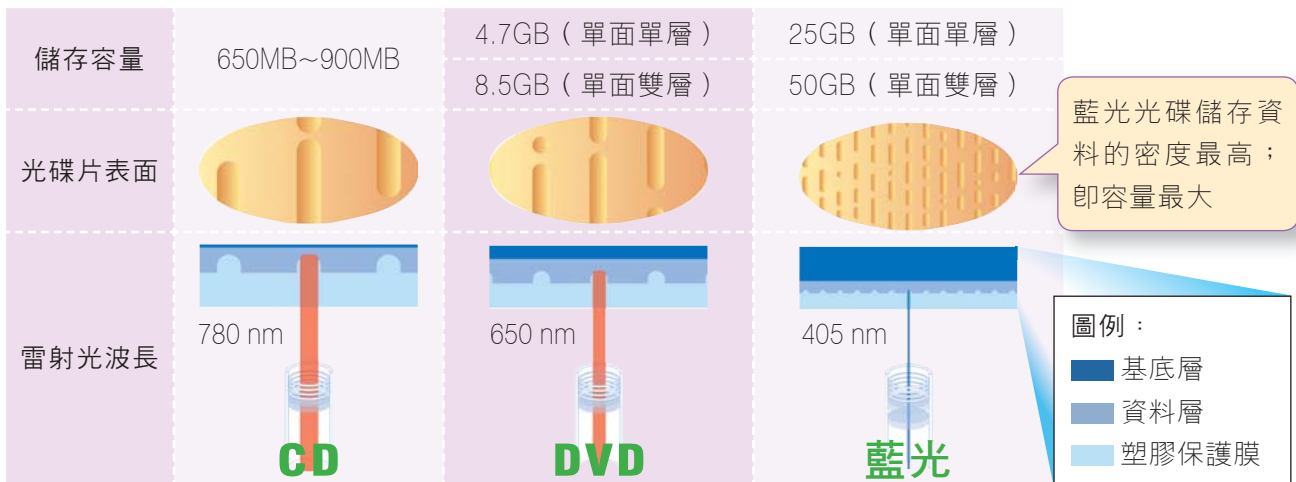 儲存容量
650MB~900MB
4.7GB（單面單層）
8.5GB（單面雙層）
25GB（單面單層）
50GB（單面雙層）
光碟片表面
藍光光碟儲存資
料的密度最高；
即容量最大
雷射光波長
780 nm
650 nm
405 nm
CD
DVD
藍光
圖例：
基底層
資料層
塑膠保護膜